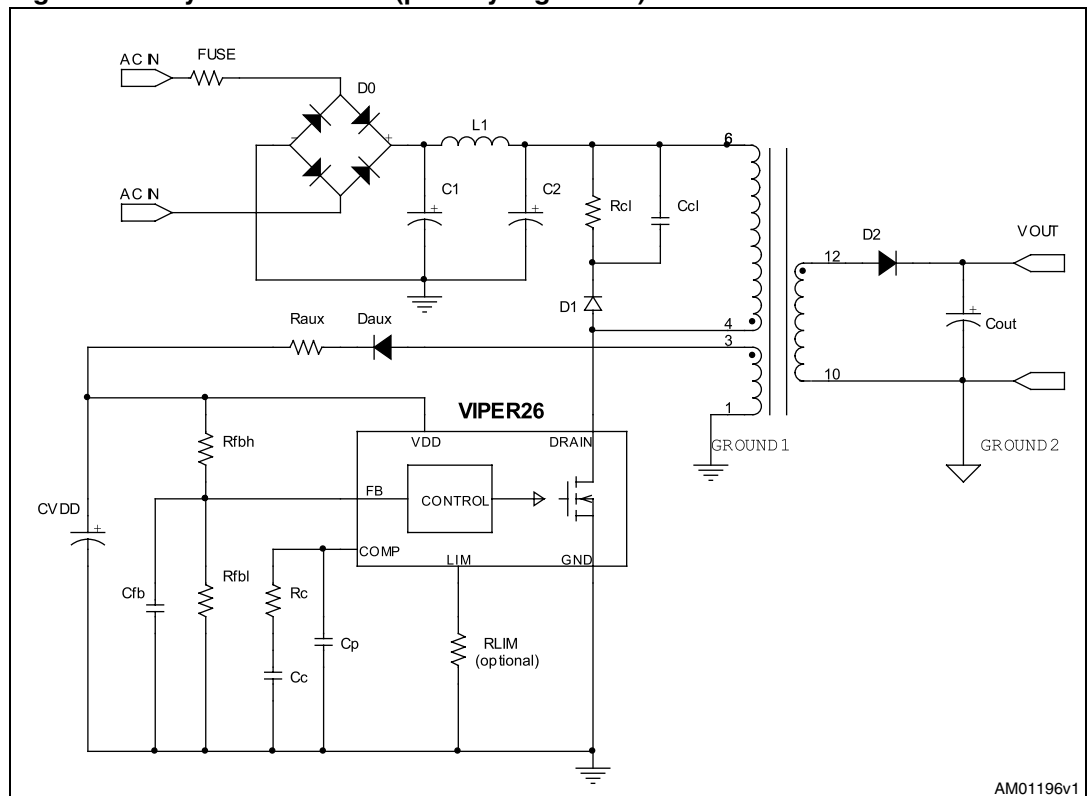 AC IN
FUSE
D0
L1
6
-
+
AC IN
C1
+
C2
+
Rcl
Ccl
D2
VOUT
12
D1
+
Cout
Raux
Daux
4
3
10
1
VIPER26
GROUND1
GROUND2
VDD
DRAIN
Rfbh
FB
CONTROL
CVDD
+
COMP
LIM
GND
Cfb
Rfbl
Rc
Cp
RLIM
(optional)
Cc
AM01196v1